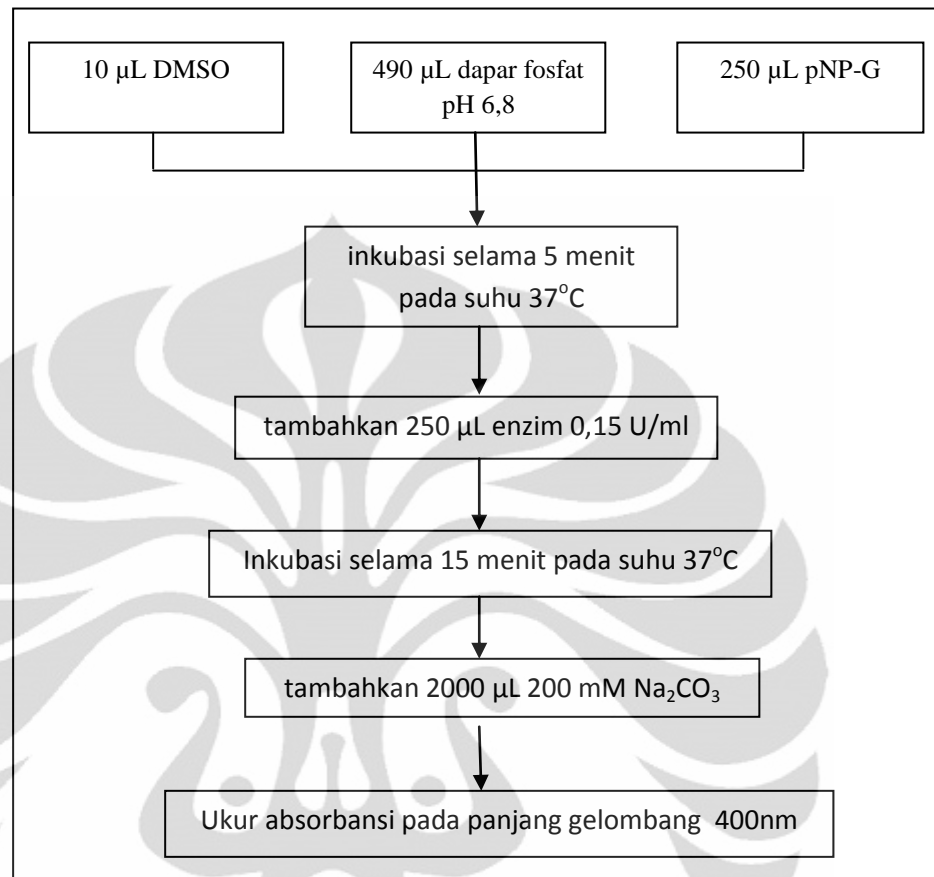 10 µL DMSO
490 µL dapar fosfat
pH 6,8
250 µL pNP-G
inkubasi selama 5 menit
pada suhu 37°C
tambahkan 250 µL enzim 0,15 U/ml
Inkubasi selama 15 menit pada suhu 37°C
tambahkan 2000 µL 200 mM Na₂CO₃
Ukur absorbansi pada panjang gelombang 400nm